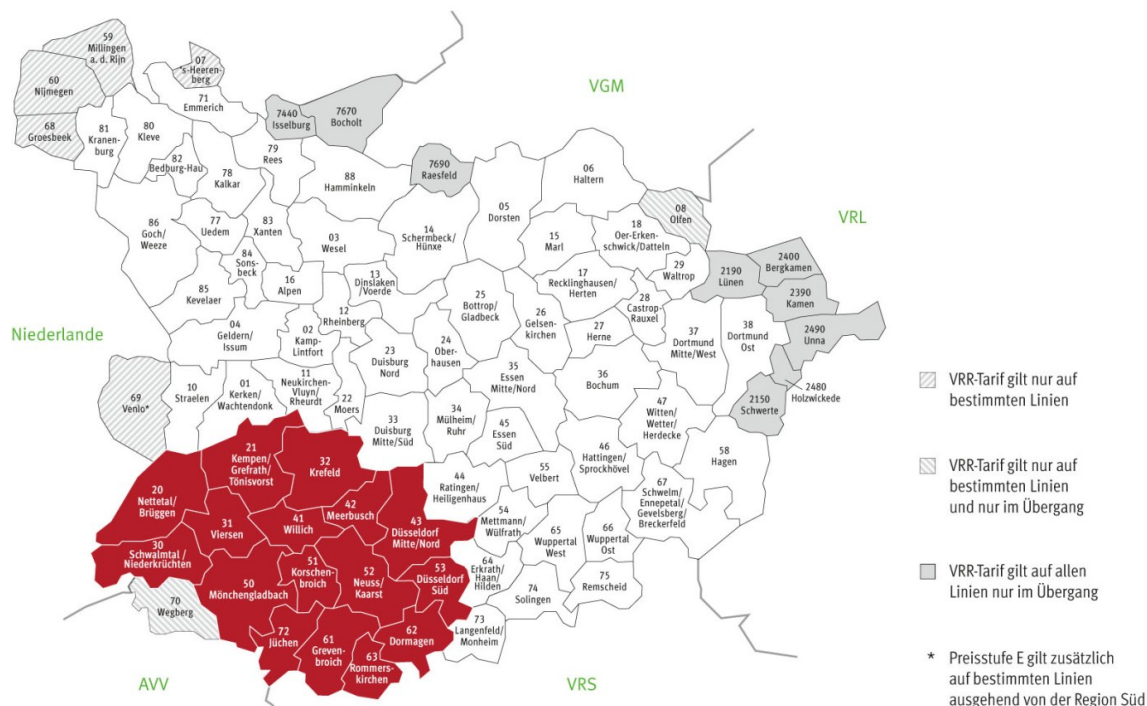 59
Millingen
a. d. Rijn
07
's-Heeren-
berg
60
Nijmegen
71
Emmerich
VGM
7440
Isselburg
7670
Bocholt
68
Groesbeek
81
Kranen-
burg
80
Kleve
79
Rees
82
Bedburg-Hau
78
Kalkar
88
Hamminkeln
7690
Raesfeld
06
Haltern
05
Dorsten
08
Olfen
VRL
86
Goch/
Weeze
77
Uedem
83
Xanten
03
Wesel
14
Schermbeck/
Hünxe
15
Marl
18
Oer-Erken-
schwick/Datteln
84
Sons-
beck
29
Waltrop
2400
Bergkamen
2190
Lünen
85
Kevelaer
16
Alpen
13
Dinslaken
/Voerde
17
Recklinghausen/
Herten
2390
Kamen
25
Bottrop/
Gladbeck
28
Castrop-
Rauxel
Niederlande
04
Geldern/
Issum
12
Rheinberg
02
Kamp-
Lintfort
26
Gelsen-
kirchen
27
Herne
37
Dortmund
Mitte/West
38
Dortmund
Ost
2490
Unna
23
Duisburg
Nord
24
Ober-
hausen
35
Essen
Mitte/Nord
36
Bochum
2480
Holzwickede
69
Venlo*
10
Straelen
01
Kerken/
Wachtendonk
11
Neukirchen-
Vluyn/
Rheurdt
22
Moers
2150
Schwerte
33
Duisburg
Mitte/Süd
34
Mülheim/
Ruhr
45
Essen
Süd
47
Witten/
Wetter/
Herdecke
21
Kempen/
Grefrath/
Tönisvorst
32
Krefeld
46
Hattingen/
Sprockhövel
58
Hagen
44
Ratingen/
Heiligenhaus
55
Velbert
20
Nettetal/
Brüggen
42
Meerbusch
67
Schwelm/
Ennepetal/
Gevelsberg/
Breckerfeld
31
Viersen
41
Willich
43
Düsseldorf
Mitte/Nord
54
Mettmann/
Wülfrath
65
Wuppertal
West
66
Wuppertal
Ost
30
Schwalmtal/
Niederkrüchten
51
Korschen-
broich
52
Neuss/
Kaarst
53
Düsseldorf
Süd
64
Erkrath/
Haan/
Hilden
75
Remscheid
50
Mönchengladbach
74
Solingen
70
Wegberg
72
Jüchen
61
Greven-
broich
62
Dormagen
73
Langenfeld/
Monheim
63
Rommers-
kirchen
AVV
VRS
VRR-Tarif gilt nur auf
bestimmten Linien
VRR-Tarif gilt nur auf
bestimmten Linien
und nur im Übergang
VRR-Tarif gilt auf allen
Linien nur im Übergang
* Preisstufe E gilt zusätzlich
auf bestimmten Linien
ausgehend von der Region Süd